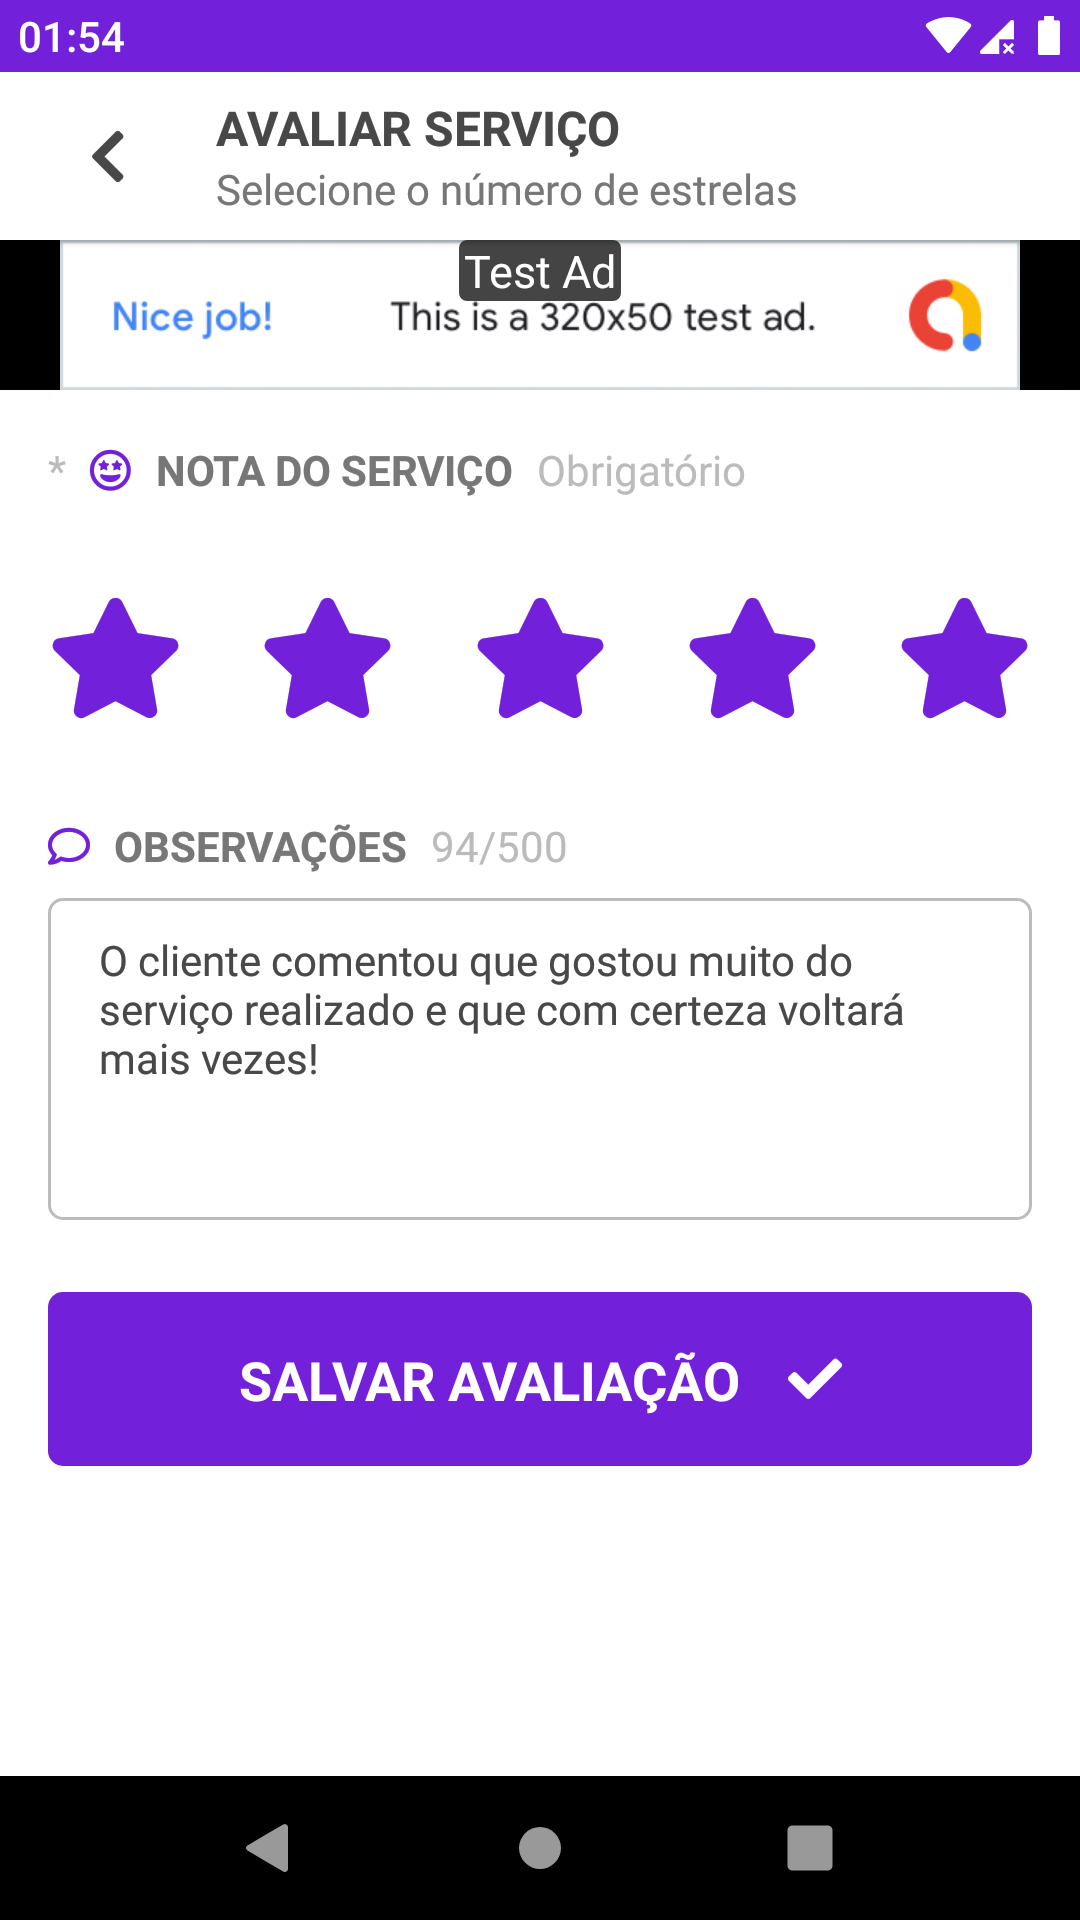 01:54
AVALIAR SERVIÇO
Selecione o número de estrelas
Test Ad
Nice job! This is a 320x50 test ad.
* NOTA DO SERVIÇO Obrigatório
OBSERVAÇÕES 94/500
O cliente comentou que gostou muito do
serviço realizado e que com certeza voltará
mais vezes!
SALVAR AVALIAÇÃO